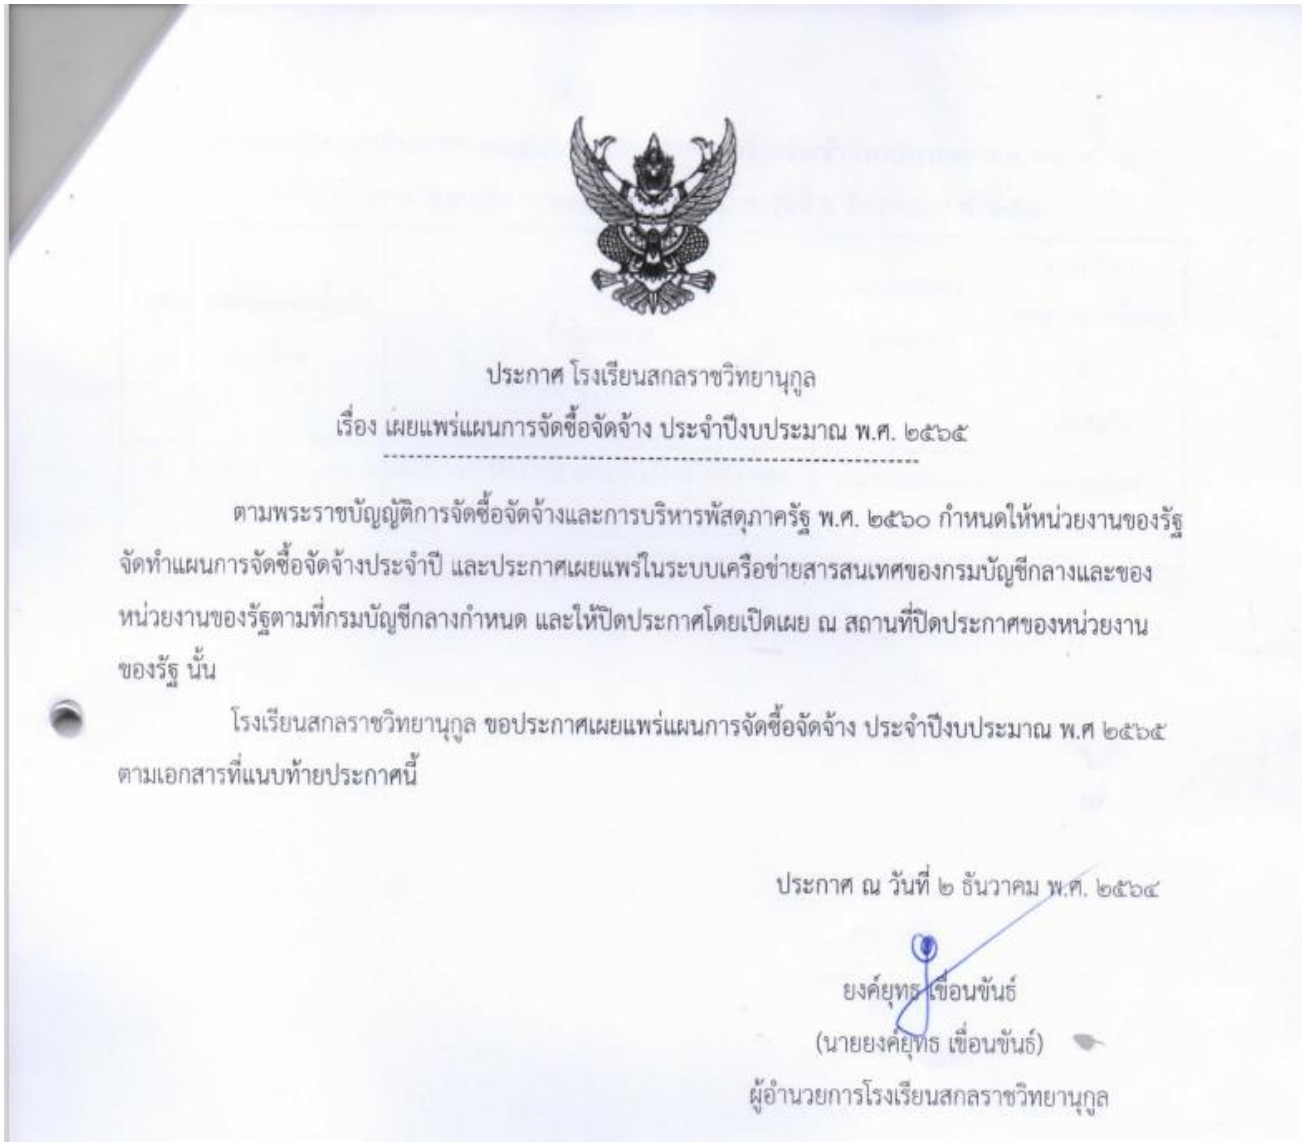 ประกาศ โรงเรียนสกลราชวิทยานุกูล
เรื่อง เผยแพร่แผนการจัดซื้อจัดจ้าง ประจำปีงบประมาณ พ.ศ. ๒๕๖๕
ตามพระราชบัญญัติการจัดซื้อจัดจ้างและการบริหารพัสดุภาครัฐ พ.ศ. ๒๕๖๐ กำหนดให้หน่วยงานของรัฐ
จัดทำแผนการจัดซื้อจัดจ้างประจำปี และประกาศเผยแพร่ในระบบเครือข่ายสารสนเทศของกรมบัญชีกลางและของ
หน่วยงานของรัฐตามที่กรมบัญชีกลางกำหนด และให้ปิดประกาศโดยเปิดเผย ณ สถานที่ปิดประกาศของหน่วยงาน
ของรัฐ นั้น
โรงเรียนสกลราชวิทยานุกูล ขอประกาศเผยแพร่แผนการจัดซื้อจัดจ้าง ประจำปีงบประมาณ พ.ศ ๒๕๖๕
ตามเอกสารที่แนบท้ายประกาศนี้
ประกาศ ณ วันที่ ๒ ธันวาคม พ.ศ. ๒๕๖๔
ยงค์ยุทธ เขื่อนขันธ์
(นายยงค์ยุทธ เขื่อนขันธ์)
ผู้อำนวยการโรงเรียนสกลราชวิทยานุกูล